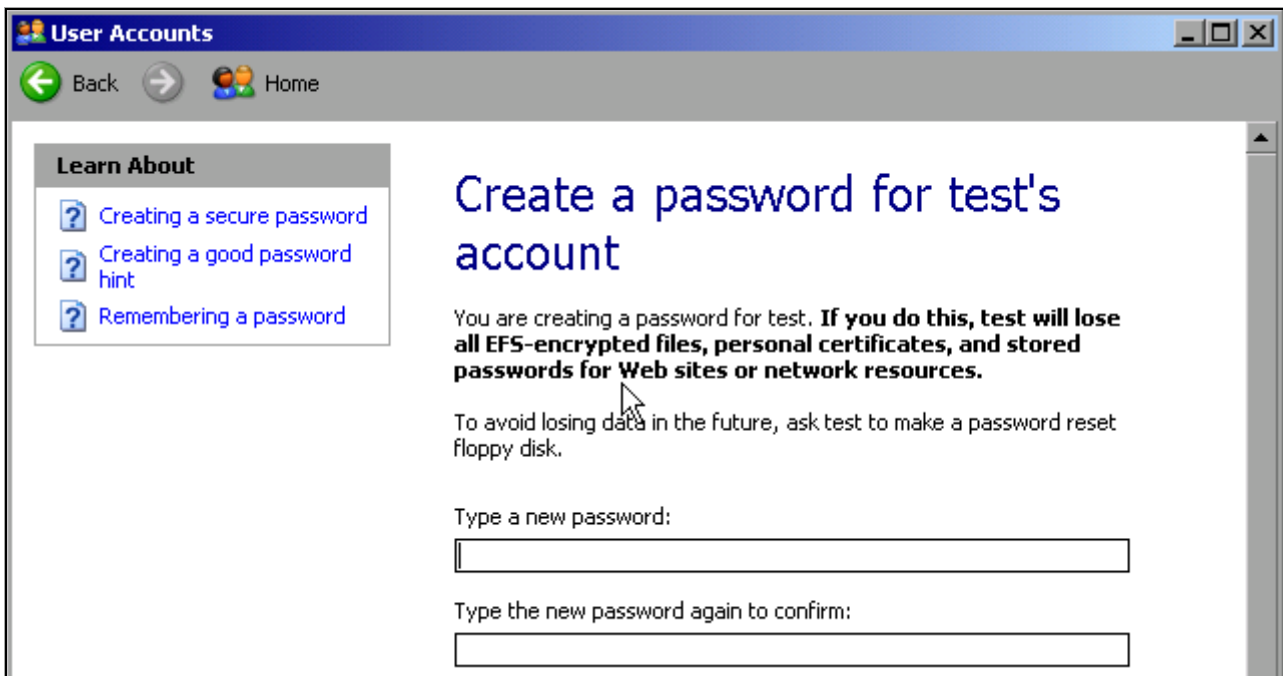 User Accounts
Back Home
Learn About
Creating a secure password
Creating a good password
hint
Remembering a password
Create a password for test's
account
You are creating a password for test. If you do this, test will lose
all EFS-encrypted files, personal certificates, and stored
passwords for Web sites or network resources.
To avoid losing data in the future, ask test to make a password reset
floppy disk.
Type a new password:
Type the new password again to confirm: